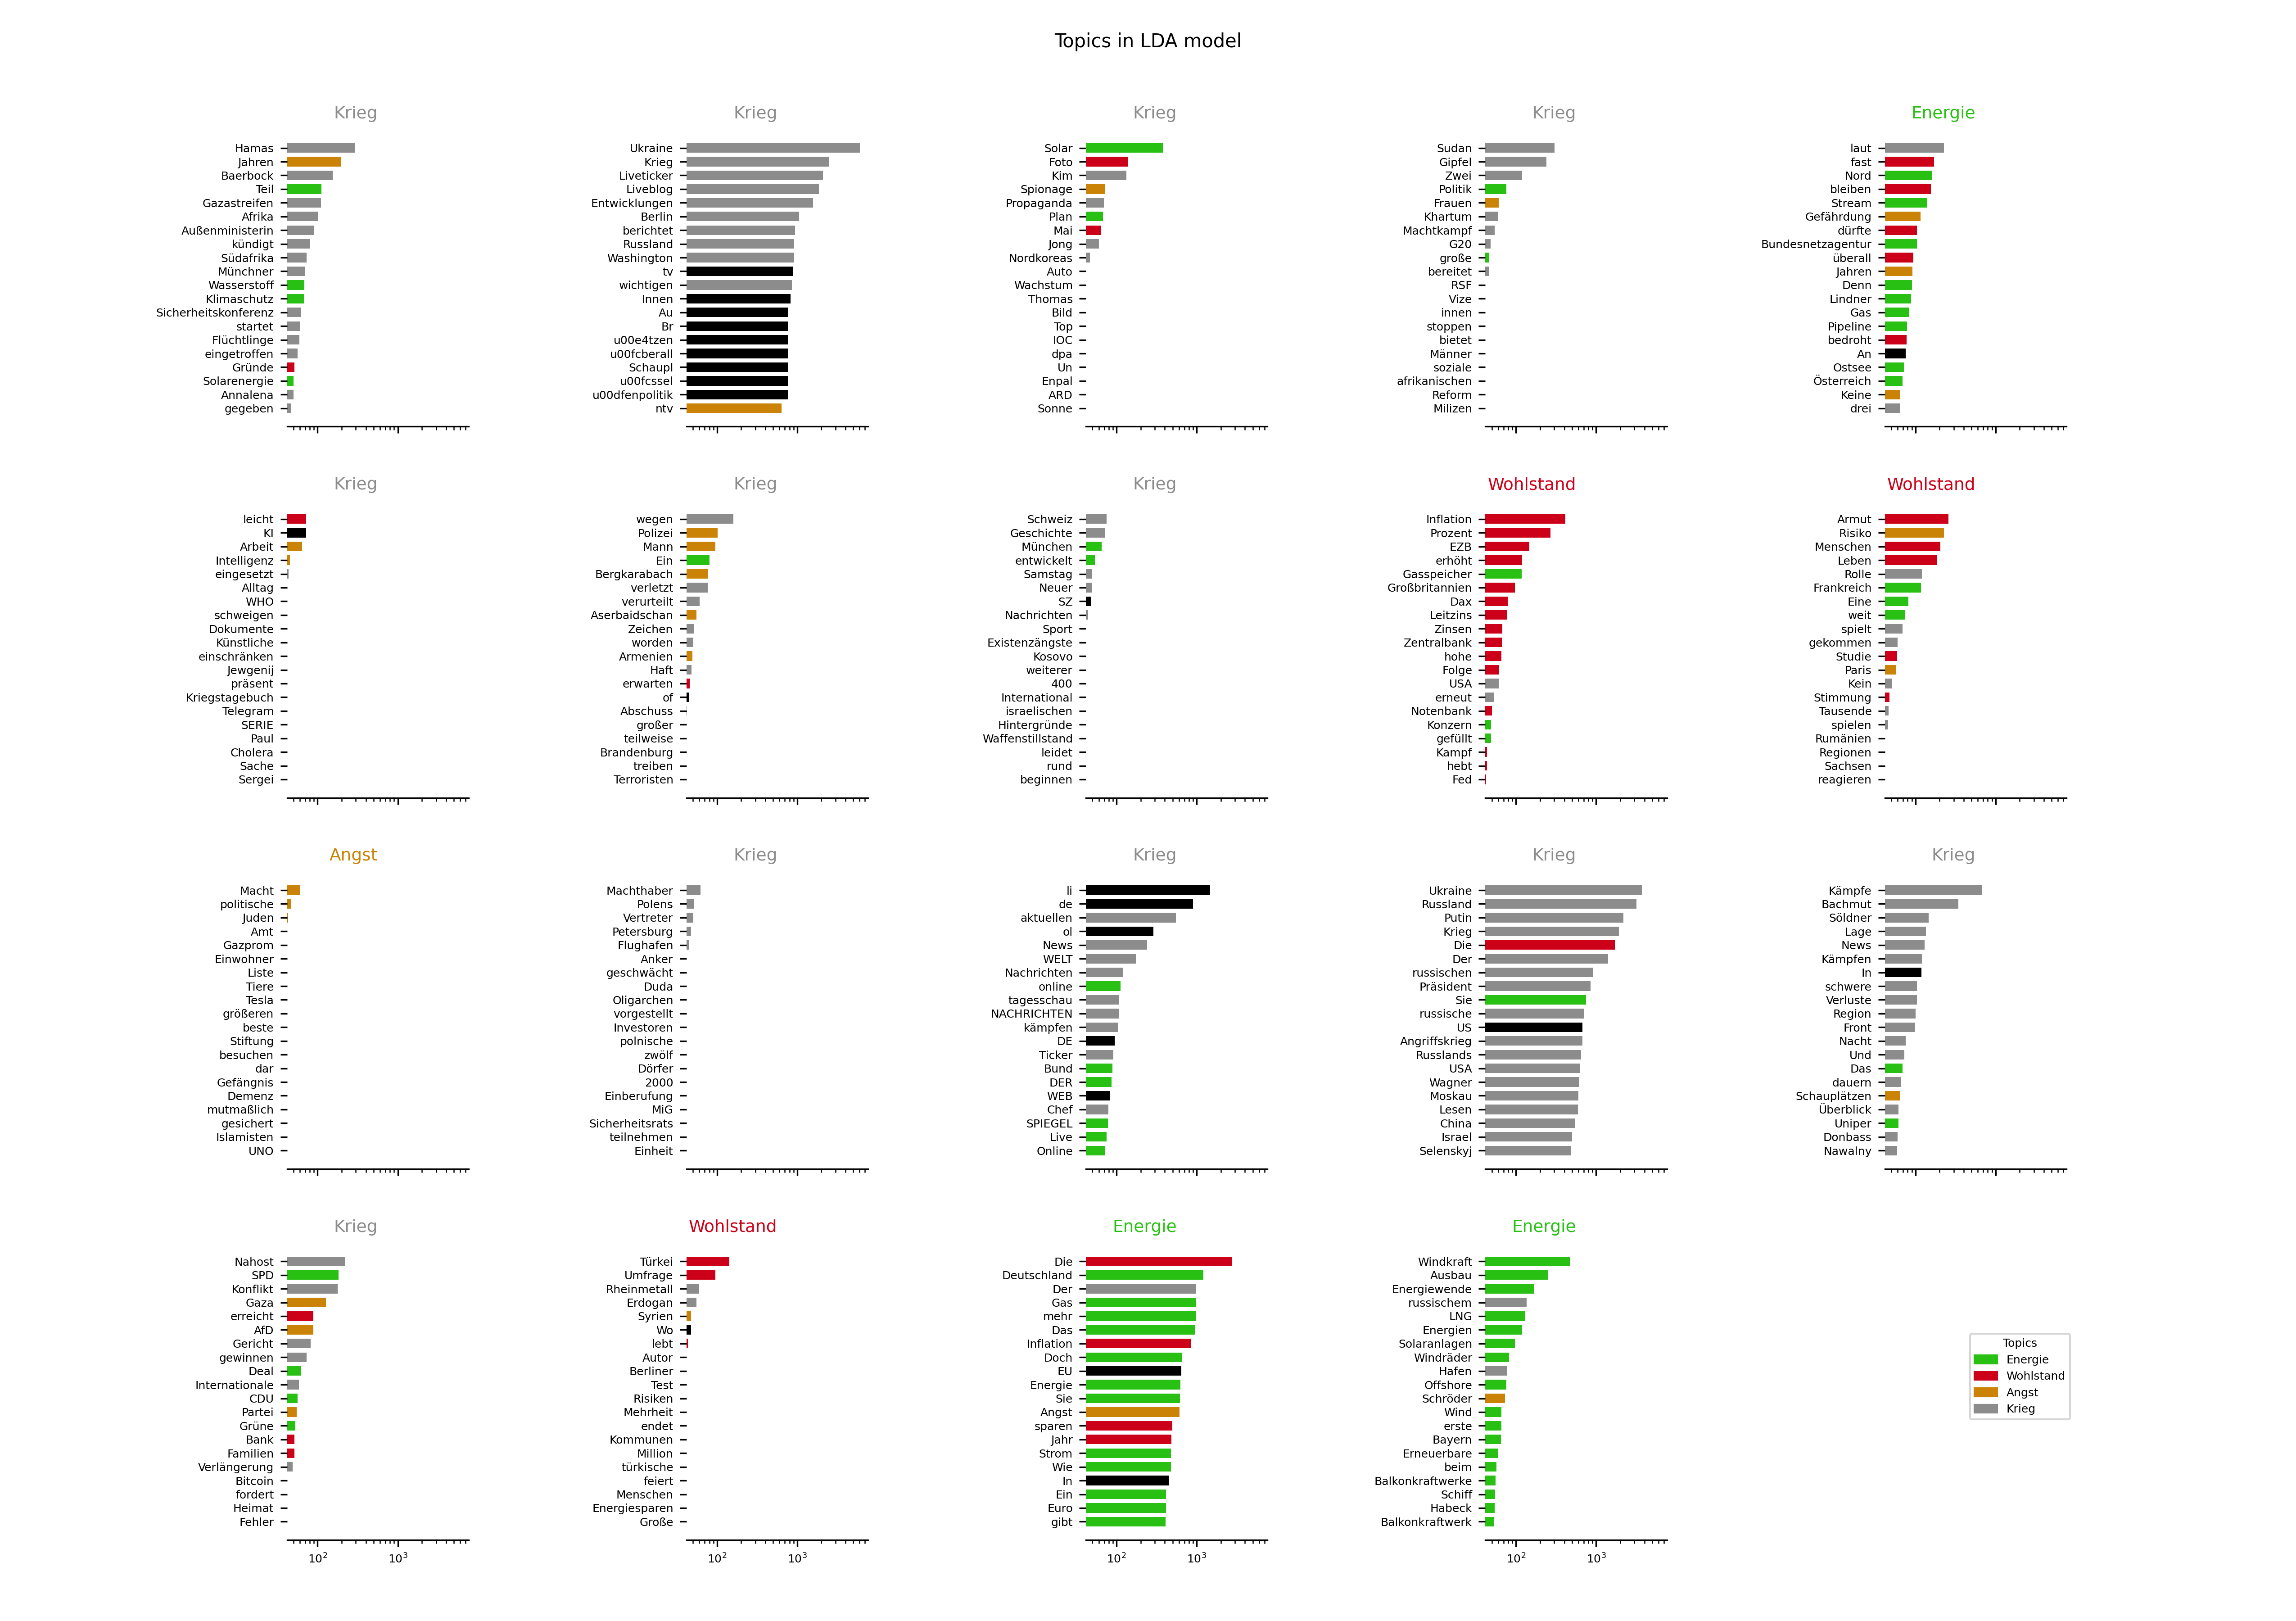 Topics in LDA model
Krieg
Hamas
Jahren
Baerbock
Teil
Gazastreifen
Afrika
Außenministerin
kündigt
Südafrika
Münchner
Wasserstoff
Klimaschutz
Sicherheitskonferenz
startet
Flüchtlinge
eingetroffen
Gründe
Solarenergie
Annalena
gegeben
Krieg
Ukraine
Krieg
Liveticker
Liveblog
Entwicklungen
Berlin
berichtet
Russland
Washington
tv
wichtigen
Innen
Au
Br
u00e4tzen
u00fcberall
Schaupl
u00fcssel
u00dfenpolitik
ntv
Krieg
Solar
Foto
Kim
Spionage
Propaganda
Plan
Mai
Jong
Nordkoreas
Auto
Wachstum
Thomas
Bild
Top
IOC
dpa
Un
Enpal
ARD
Sonne
Krieg
Sudan
Gipfel
Zwei
Politik
Frauen
Khartum
Machtkampf
G20
große
bereitet
RSF
Vize
innen
stoppen
bietet
Männer
soziale
afrikanischen
Reform
Milizen
Energie
laut
fast
Nord
bleiben
Stream
Gefährdung
dürfte
Bundesnetzagentur
überall
Jahren
Denn
Lindner
Gas
Pipeline
bedroht
An
Ostsee
Österreich
Keine
drei
Krieg
leicht
KI
Arbeit
Intelligenz
eingesetzt
Alltag
WHO
schweigen
Dokumente
Künstliche
einschränken
Jewgenij
präsent
Kriegstagebuch
Telegram
SERIE
Paul
Cholera
Sache
Sergei
Krieg
wegen
Polizei
Mann
Ein
Bergkarabach
verletzt
verurteilt
Aserbaidschan
Zeichen
worden
Armenien
Haft
erwarten
of
Abschuss
großer
teilweise
Brandenburg
treiben
Terroristen
Krieg
Schweiz
Geschichte
München
entwickelt
Samstag
Neuer
SZ
Nachrichten
Sport
Existenzängste
Kosovo
weiterer
400
International
israelischen
Hintergründe
Waffenstillstand
leidet
rund
beginnen
Wohlstand
Inflation
Prozent
EZB
erhöht
Gasspeicher
Großbritannien
Dax
Leitzins
Zinsen
Zentralbank
hohe
Folge
USA
erneut
Notenbank
Konzern
gefüllt
Kampf
hebt
Fed
Wohlstand
Armut
Risiko
Menschen
Leben
Rolle
Frankreich
Eine
weit
spielt
gekommen
Studie
Paris
Kein
Stimmung
Tausende
spielen
Rumänien
Regionen
Sachsen
reagieren
Angst
Macht
politische
Juden
Amt
Gazprom
Einwohner
Liste
Tiere
Tesla
größeren
beste
Stiftung
besuchen
dar
Gefängnis
Demenz
mutmaßlich
gesichert
Islamisten
UNO
Krieg
Machthaber
Polens
Vertreter
Petersburg
Flughafen
Anker
geschwächt
Duda
Oligarchen
vorgestellt
Investoren
polnische
zwölf
Dörfer
2000
Einberufung
MiG
Sicherheitsrats
teilnehmen
Einheit
Krieg
li
de
aktuellen
ol
News
WELT
Nachrichten
online
tagesschau
NACHRICHTEN
kämpfen
DE
Ticker
Bund
DER
WEB
Chef
SPIEGEL
Live
Online
Krieg
Ukraine
Russland
Putin
Krieg
Die
Der
russischen
Präsident
Sie
russische
US
Angriffskrieg
Russlands
USA
Wagner
Moskau
Lesen
China
Israel
Selenskyj
Krieg
Kämpfe
Bachmut
Söldner
Lage
News
Kämpfen
In
schwere
Verluste
Region
Front
Nacht
Und
Das
dauern
Schauplätzen
Überblick
Uniper
Donbass
Nawalny
Krieg
Nahost
SPD
Konflikt
Gaza
erreicht
AfD
Gericht
gewinnen
Deal
Internationale
CDU
Partei
Grüne
Bank
Familien
Verlängerung
Bitcoin
fordert
Heimat
Fehler
10² 10³
Wohlstand
Türkei
Umfrage
Rheinmetall
Erdogan
Syrien
Wo
lebt
Autor
Berliner
Test
Risiken
Mehrheit
endet
Kommunen
Million
türkische
feiert
Menschen
Energiesparen
Große
10² 10³
Energie
Die
Deutschland
Der
Gas
mehr
Das
Inflation
Doch
EU
Energie
Sie
Angst
sparen
Jahr
Strom
Wie
In
Ein
Euro
gibt
10² 10³
Energie
Windkraft
Ausbau
Energiewende
russischem
LNG
Energien
Solaranlagen
Windräder
Hafen
Offshore
Schröder
Wind
erste
Bayern
Erneuerbare
beim
Balkonkraftwerke
Schiff
Habeck
Balkonkraftwerk
10² 10³
Topics
Energie
Wohlstand
Angst
Krieg